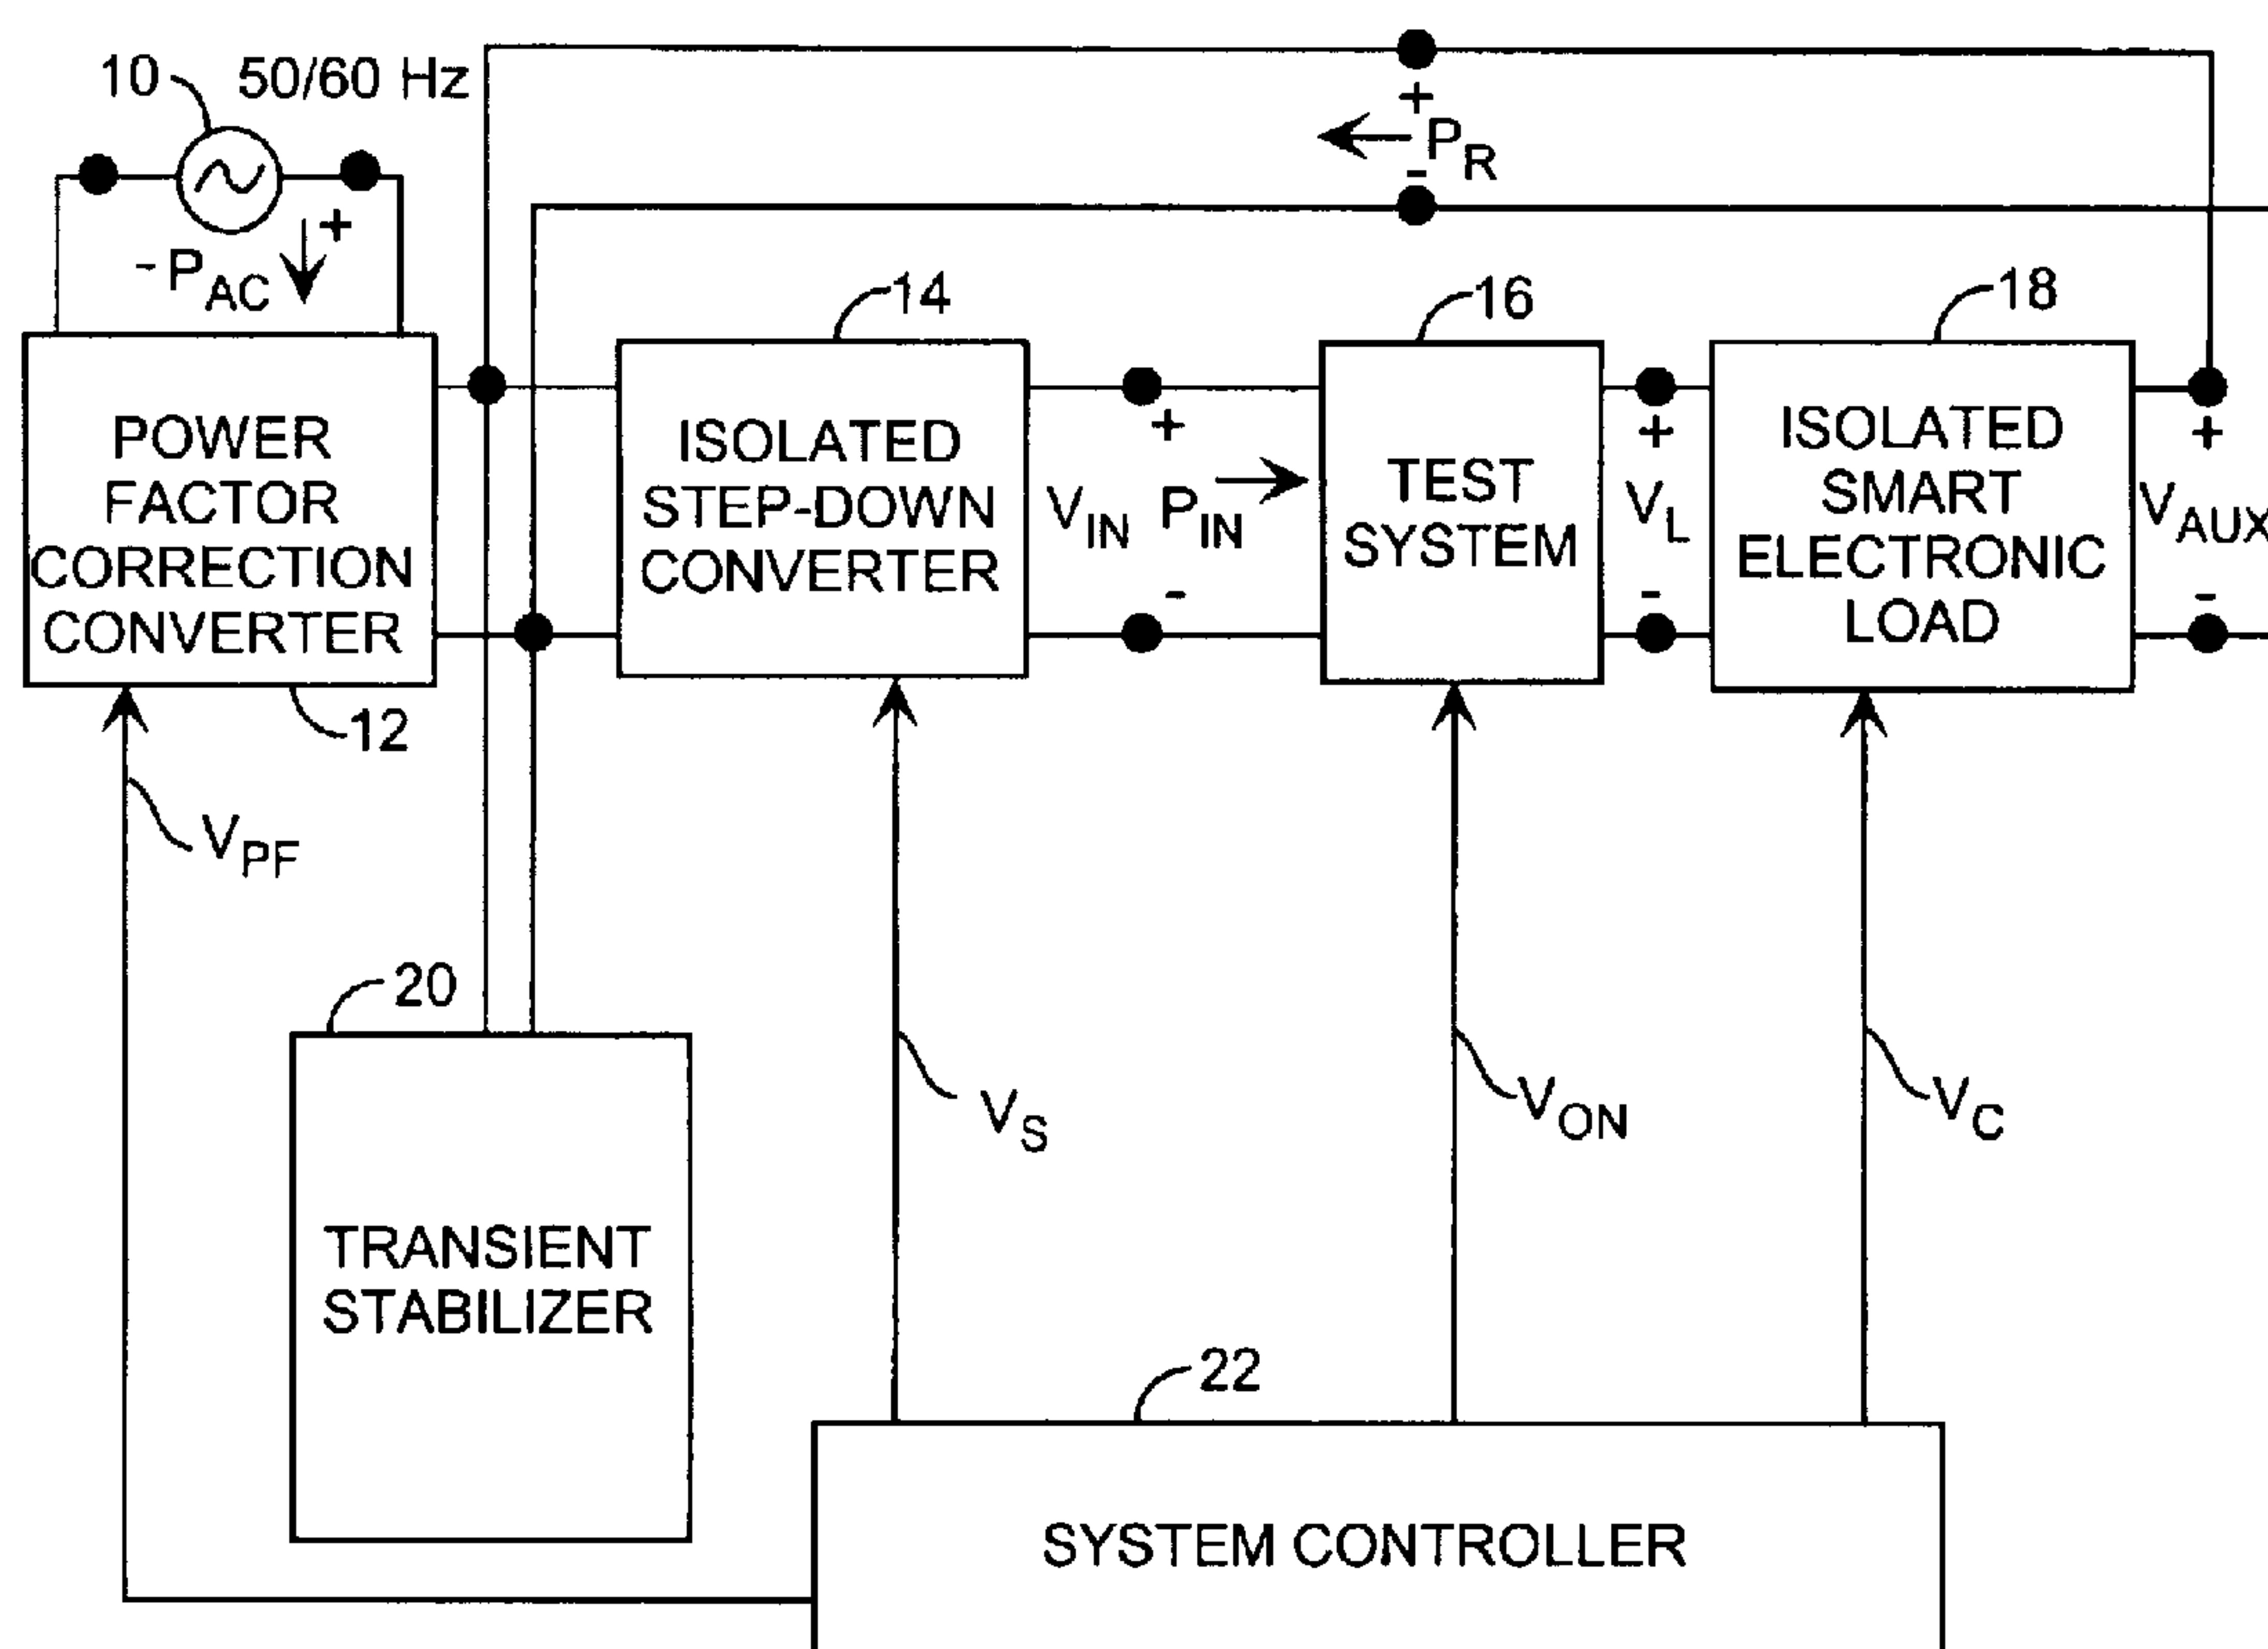 10 50/60 Hz
+
P_R
-
+
- P_AC
14
16
18
POWER
FACTOR
CORRECTION
CONVERTER
12
ISOLATED
STEP-DOWN
CONVERTER
+
V_IN P_IN
-
TEST
SYSTEM
+
V_L
-
ISOLATED
SMART
ELECTRONIC
LOAD
+
V_AUX
-
V_PF
20
V_S
V_ON
V_C
TRANSIENT
STABILIZER
22
SYSTEM CONTROLLER